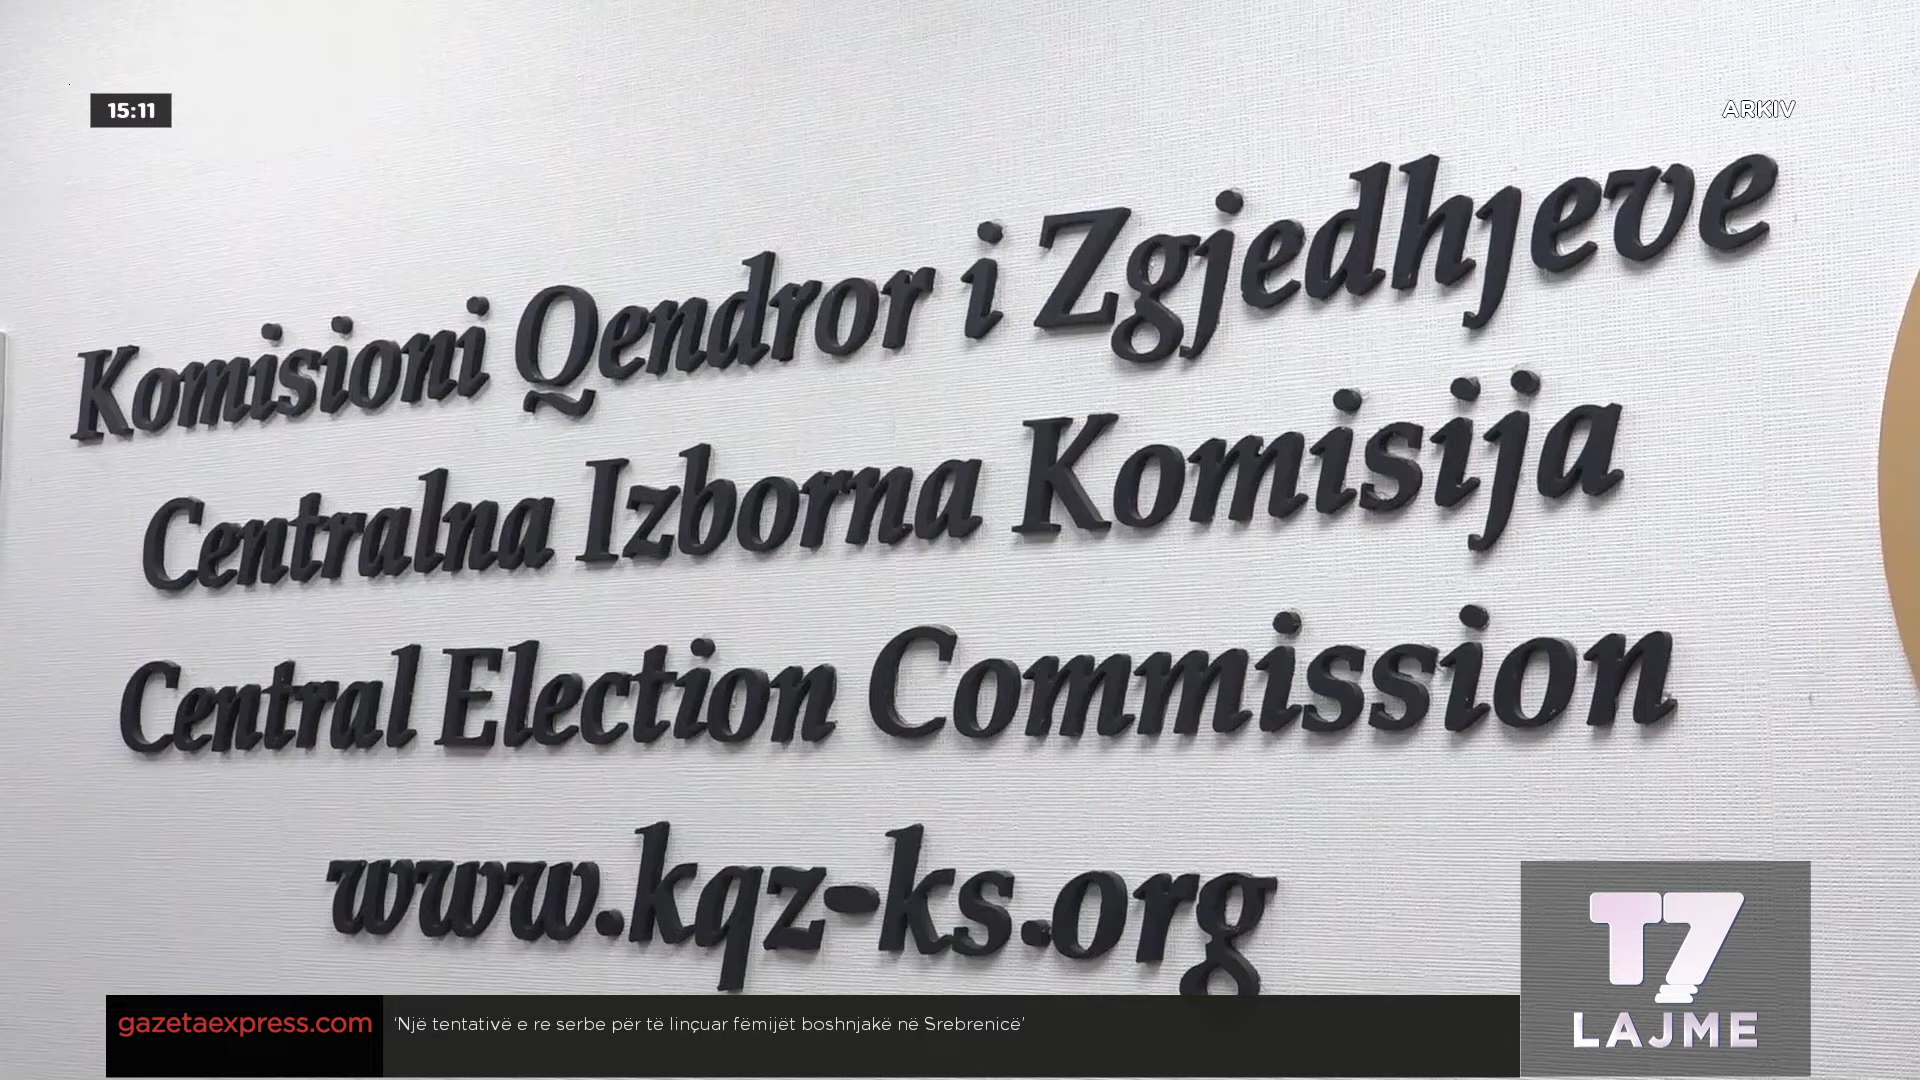 15:11
ARKIV
Komisioni Qendror i Zgjedhjeve
Centralna Izborna Komisija
Central Election Commission
www.kqz-ks.org
gazetaexpress.com
‘Një tentativë e re serbe për të linçuar fëmijët boshnjakë në Srebrenicë’
T7
LAJME